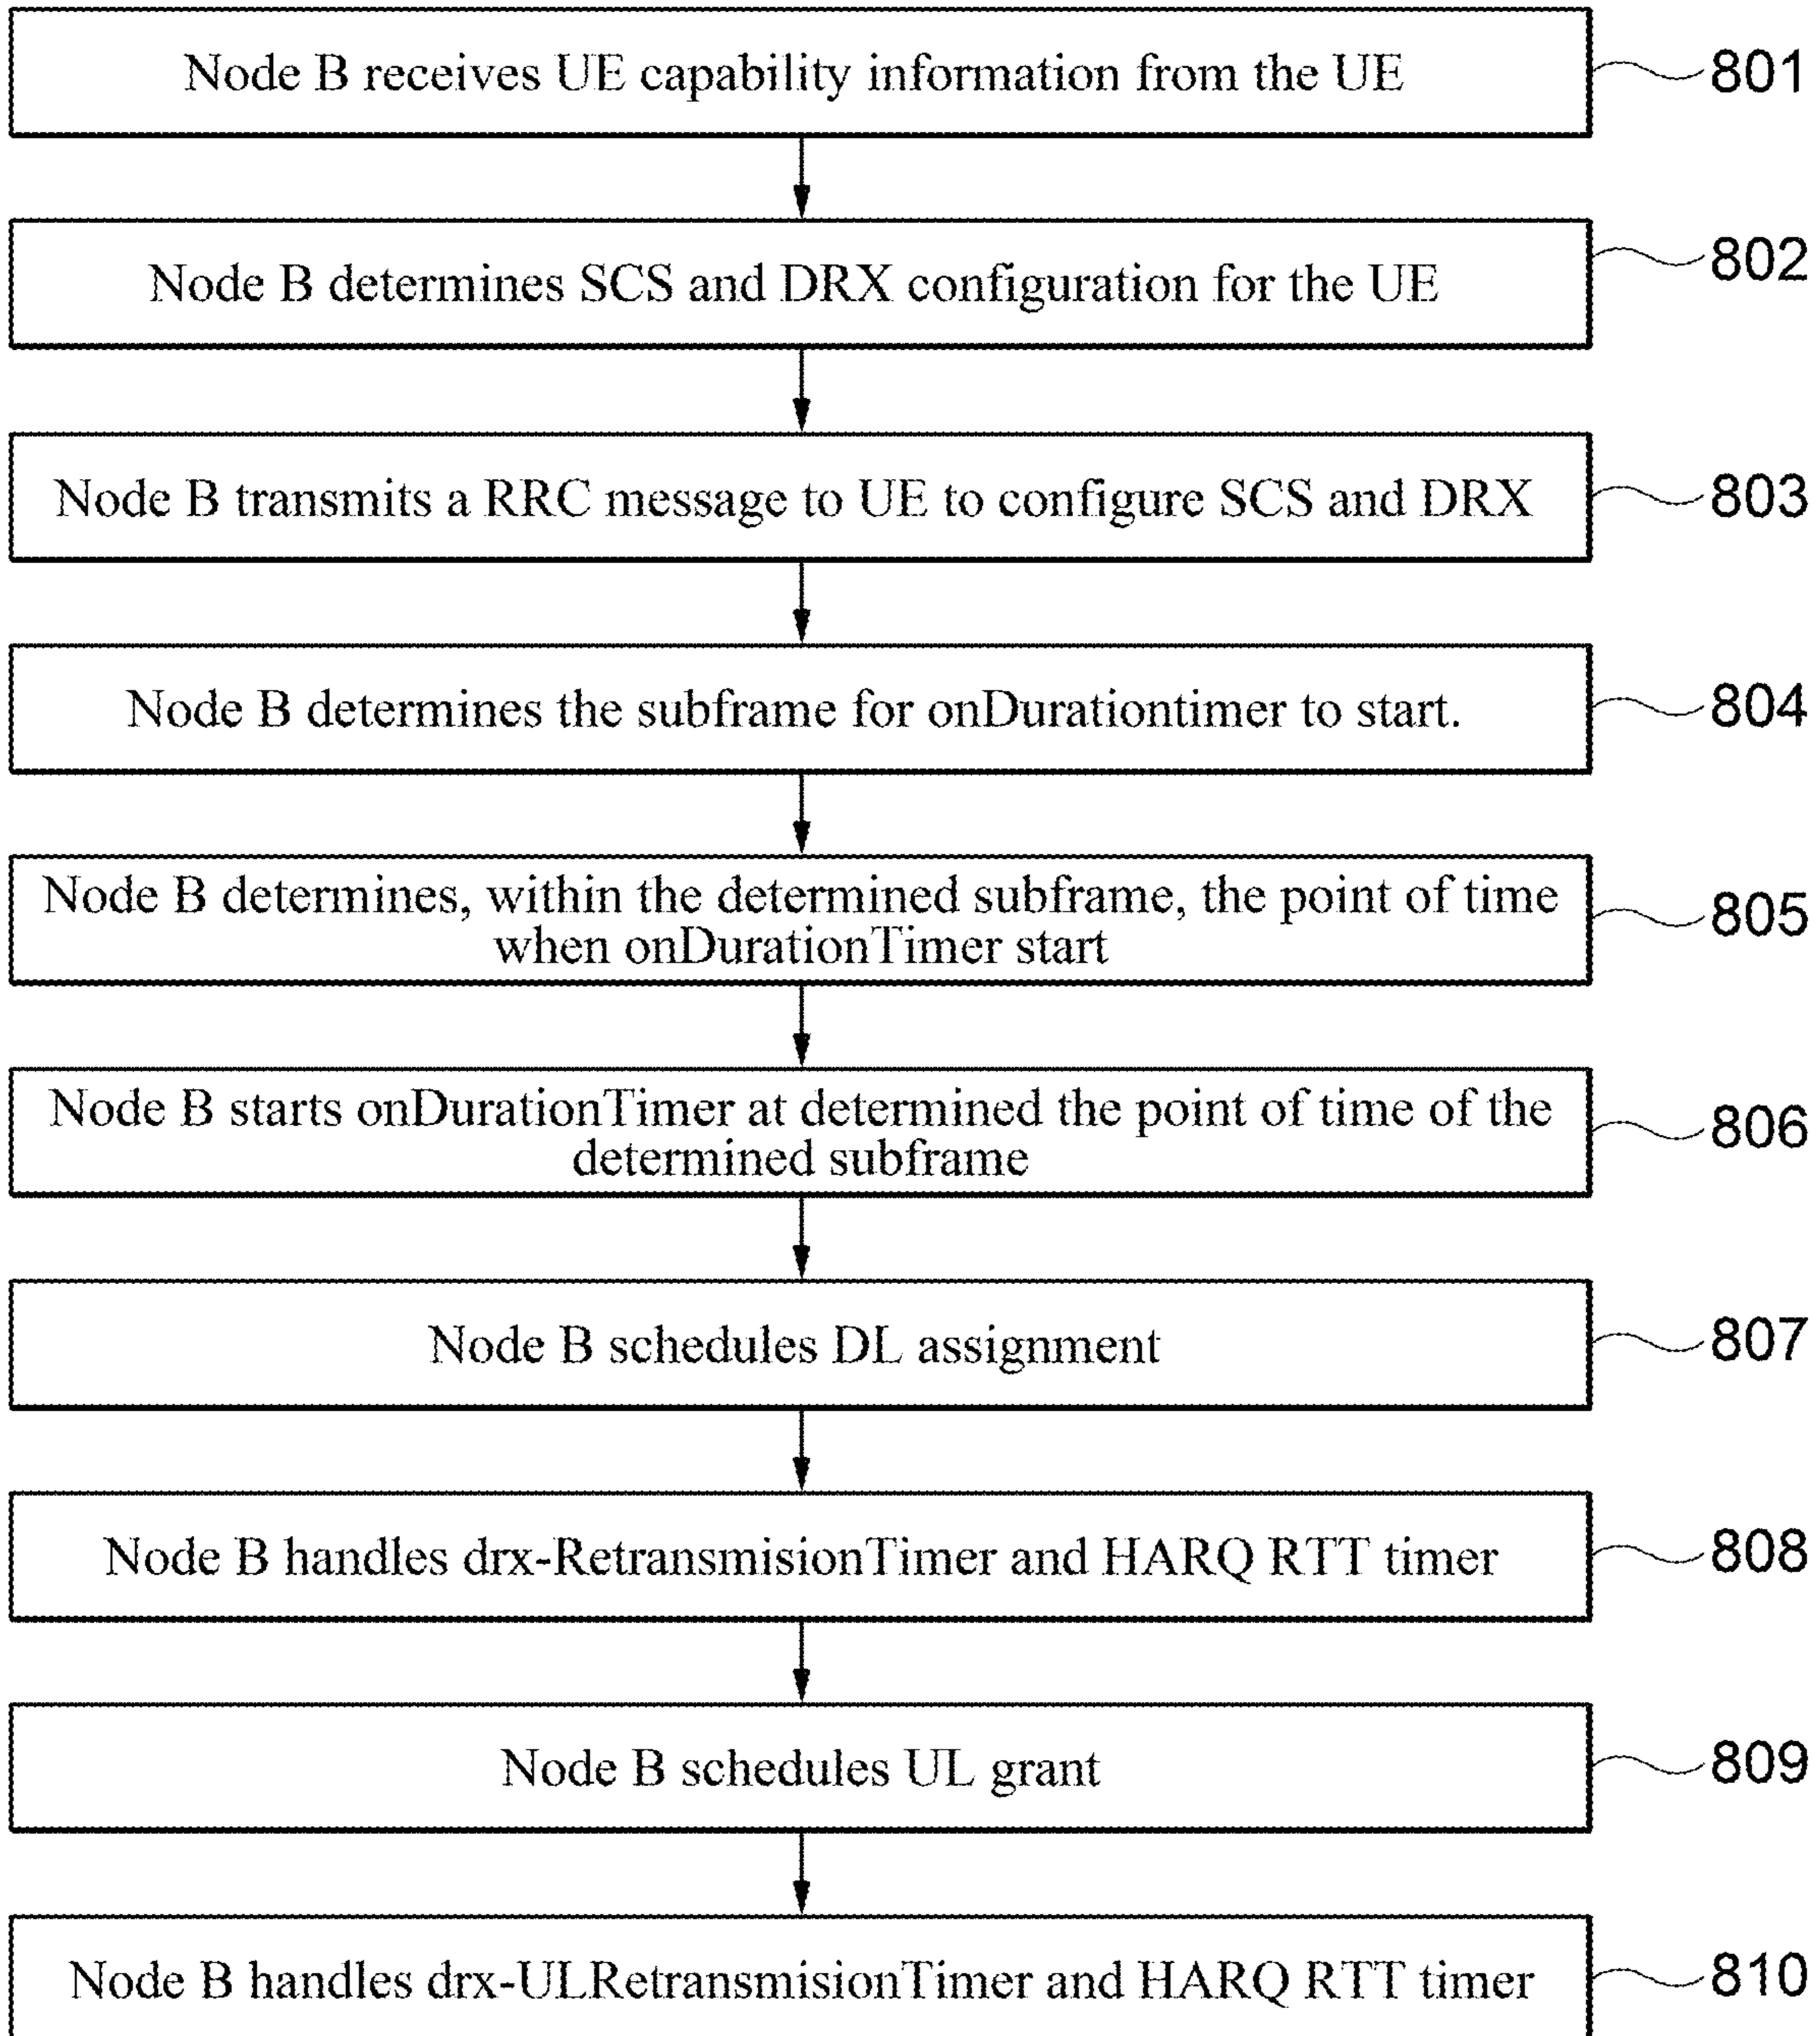 Node B receives UE capability information from the UE
801
Node B determines SCS and DRX configuration for the UE
802
Node B transmits a RRC message to UE to configure SCS and DRX
803
Node B determines the subframe for onDurationtimer to start.
804
Node B determines, within the determined subframe, the point of time
when onDurationTimer start
805
Node B starts onDurationTimer at determined the point of time of the
determined subframe
806
Node B schedules DL assignment
807
Node B handles drx-RetransmisionTimer and HARQ RTT timer
808
Node B schedules UL grant
809
Node B handles drx-ULRetransmisionTimer and HARQ RTT timer
810